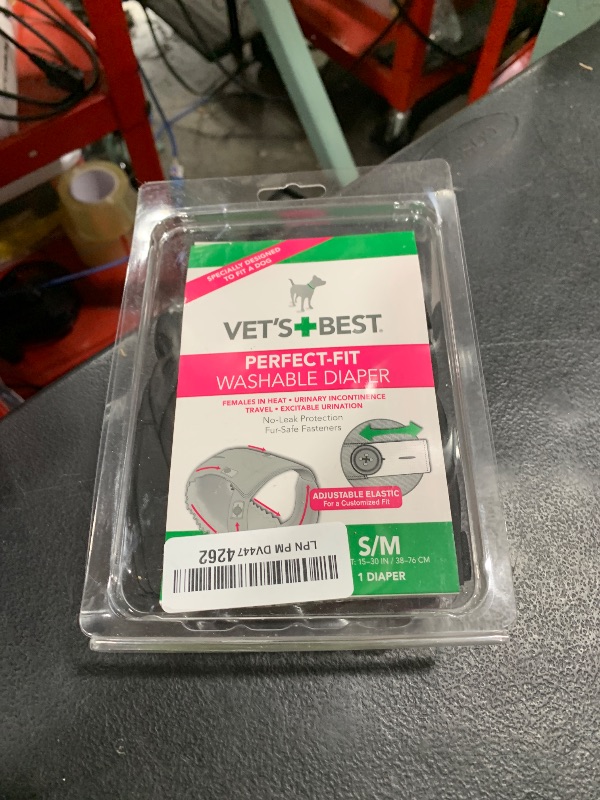 SPECIALLY DESIGNED
TO FIT A DOG
VET'S+BEST®
PERFECT-FIT
WASHABLE DIAPER
FEMALES IN HEAT • URINARY INCONTINENCE
TRAVEL • EXCITABLE URINATION
No-Leak Protection
Fur-Safe Fasteners
ADJUSTABLE ELASTIC
For a Customized Fit
S/M
T: 15-30 IN / 38-76 CM
1 DIAPER
LPN PM DV447 4262